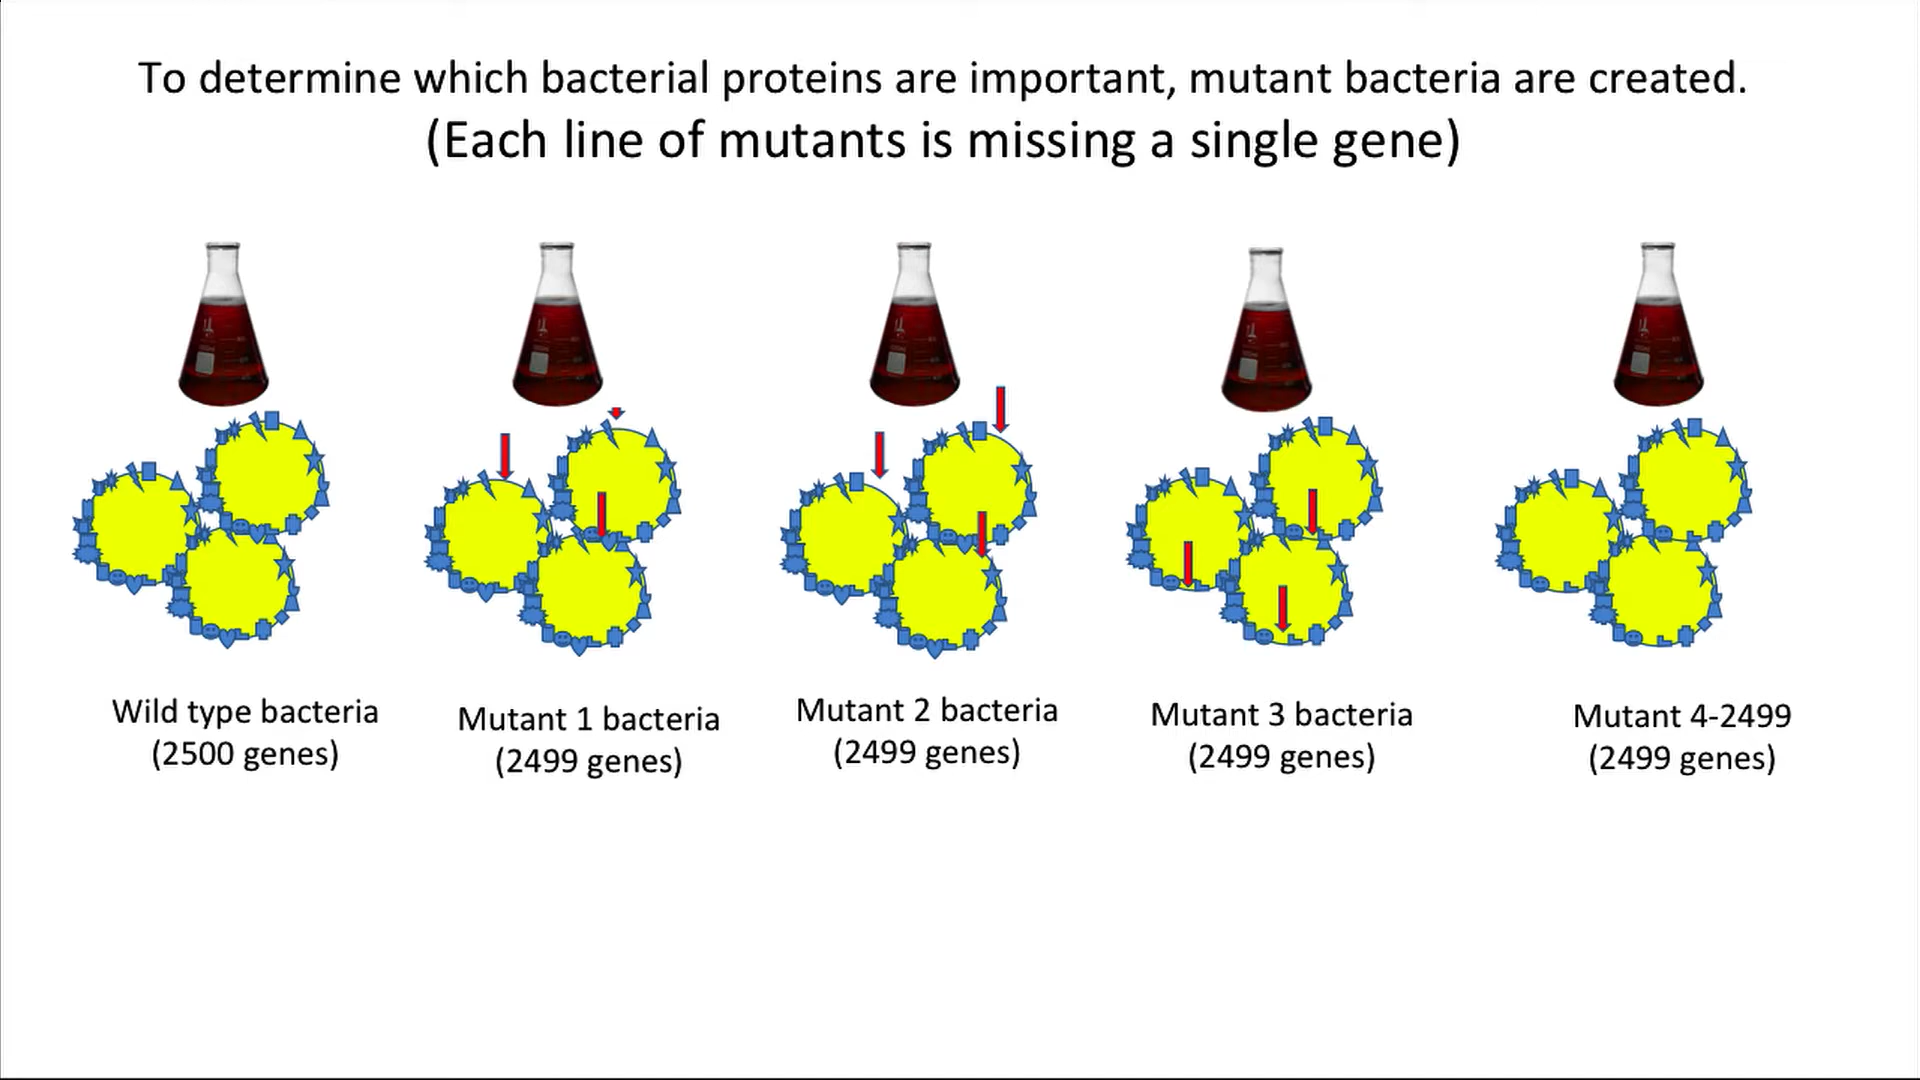 To determine which bacterial proteins are important, mutant bacteria are created.
(Each line of mutants is missing a single gene)
Wild type bacteria
(2500 genes)
Mutant 1 bacteria
(2499 genes)
Mutant 2 bacteria
(2499 genes)
Mutant 3 bacteria
(2499 genes)
Mutant 4-2499
(2499 genes)